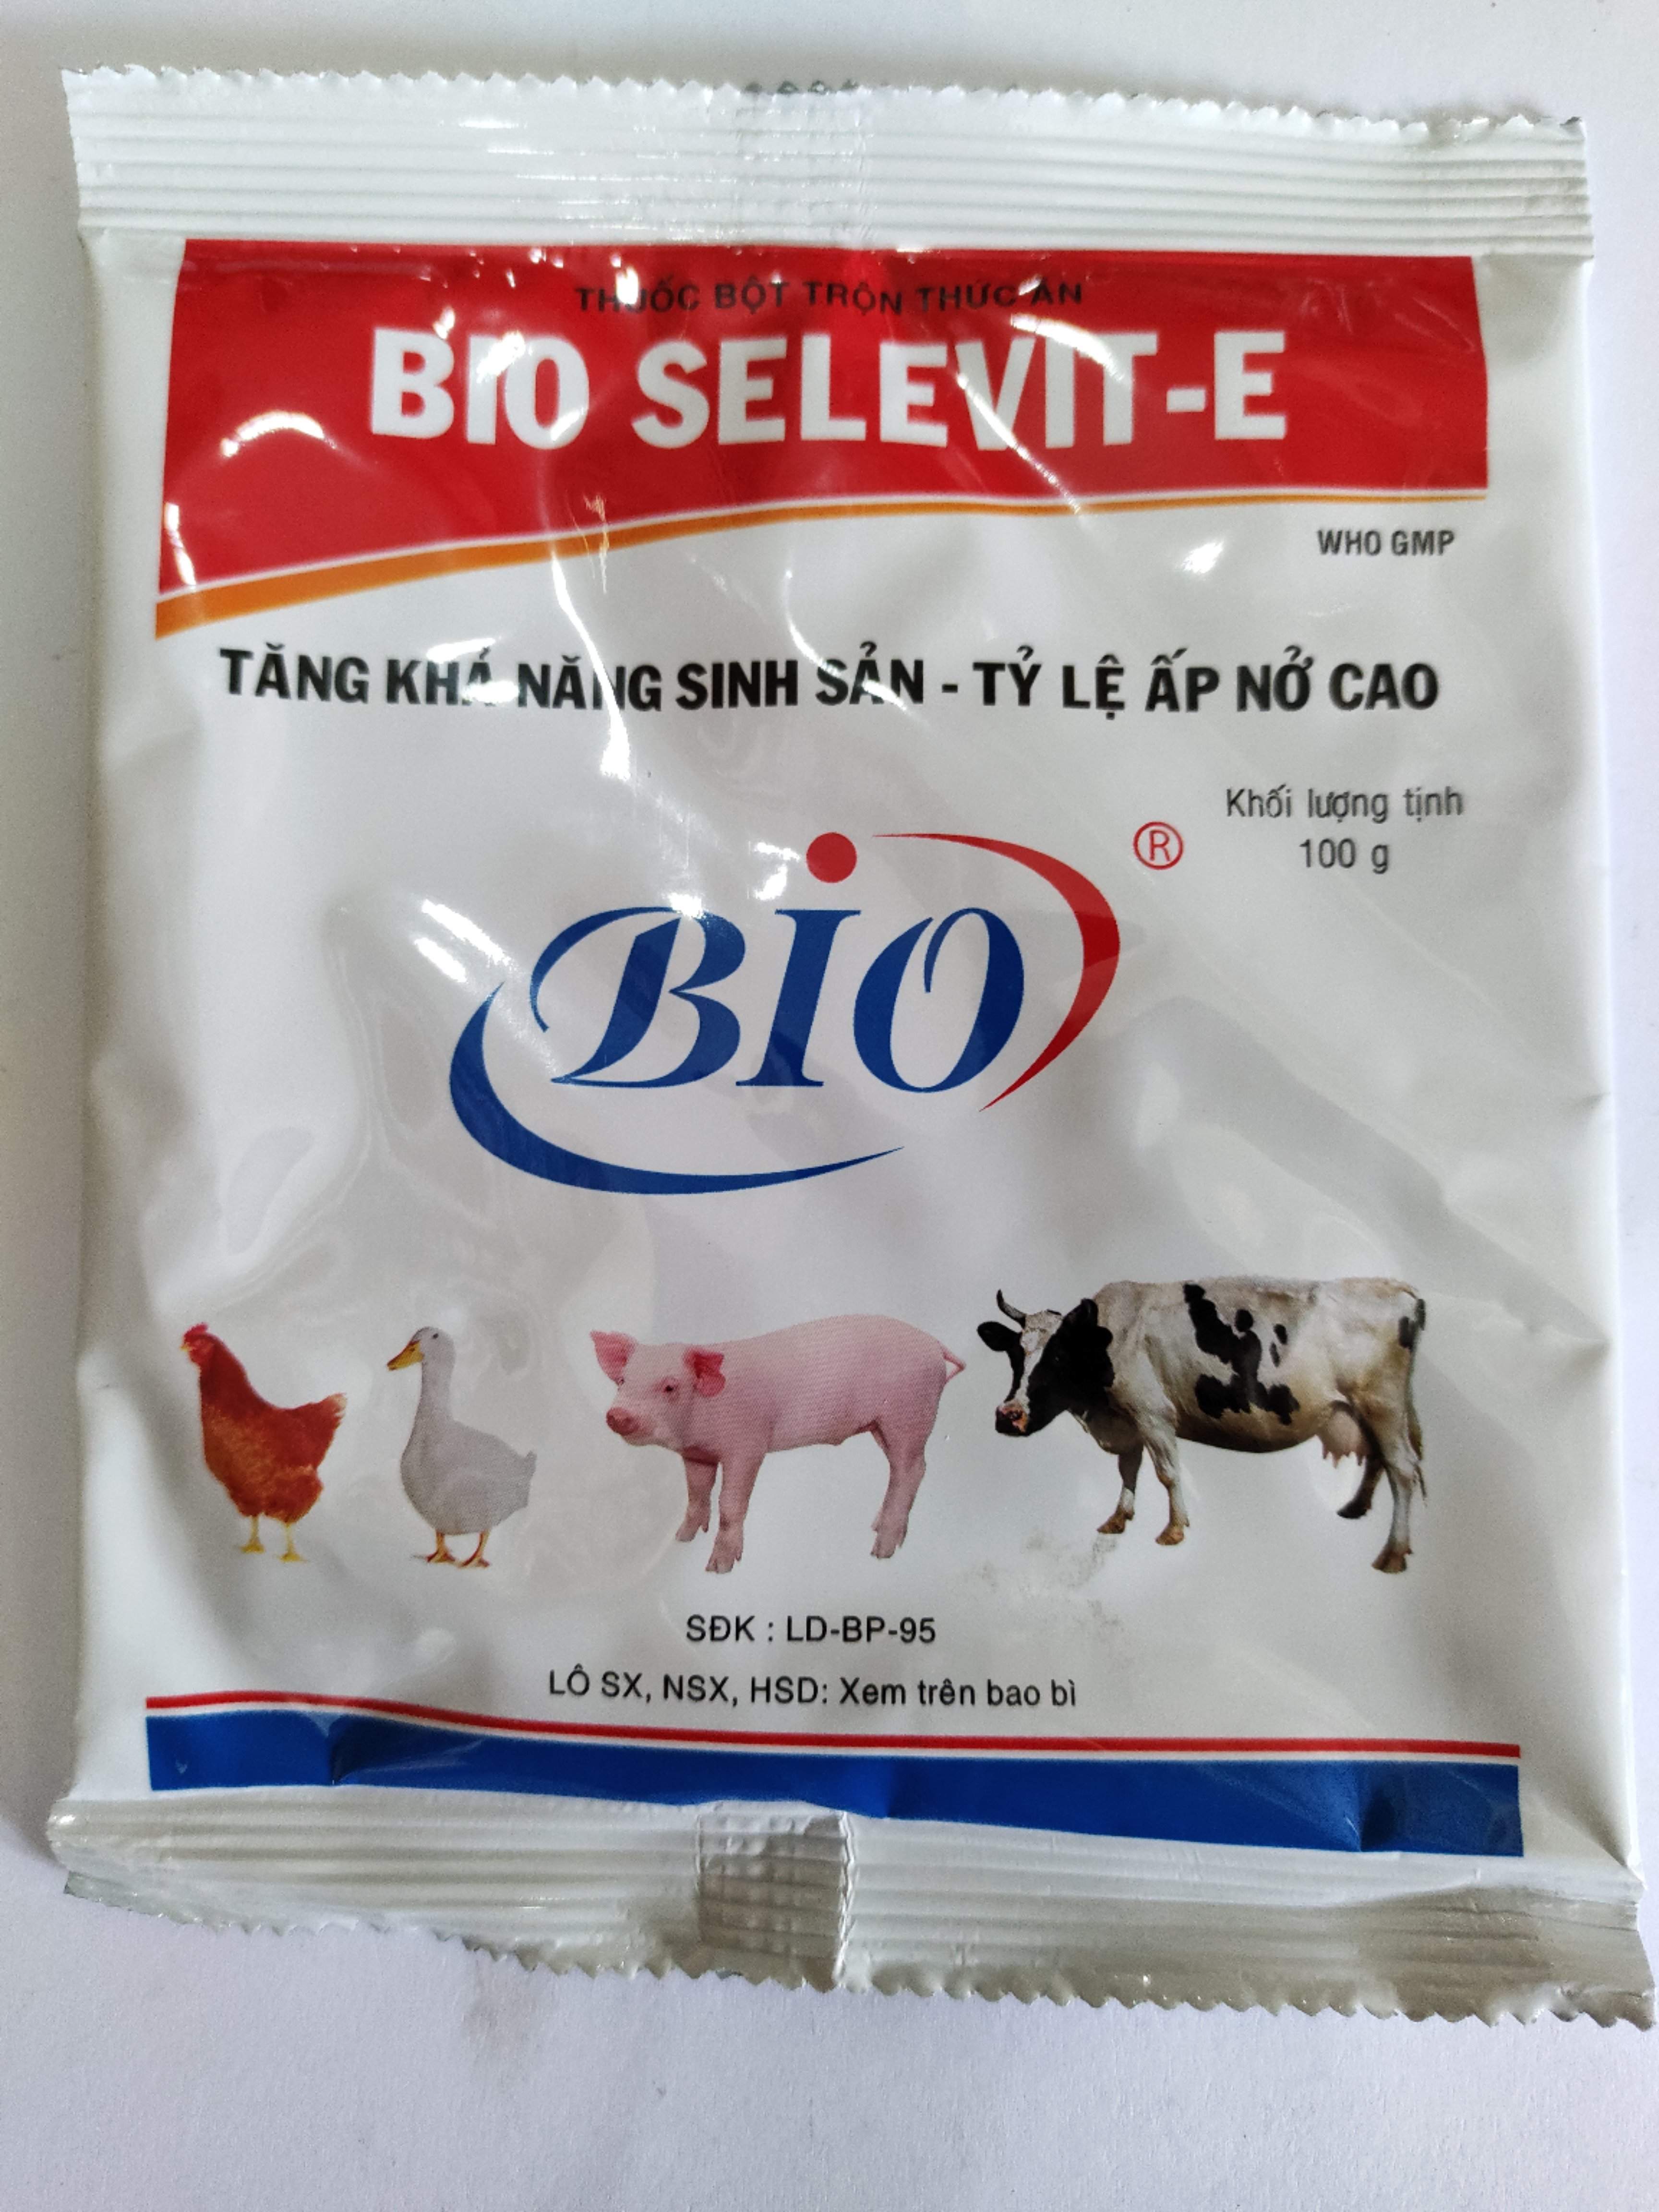 THUỐC BỘT TRỘN THỨC ĂN
BIO SELEVIT-E
WHO GMP
TĂNG KHẢ NĂNG SINH SẢN - TỶ LỆ ẤP NỞ CAO
Khối lượng tịnh
100 g
BIO ®
SĐK : LD-BP-95
LÔ SX, NSX, HSD: Xem trên bao bì